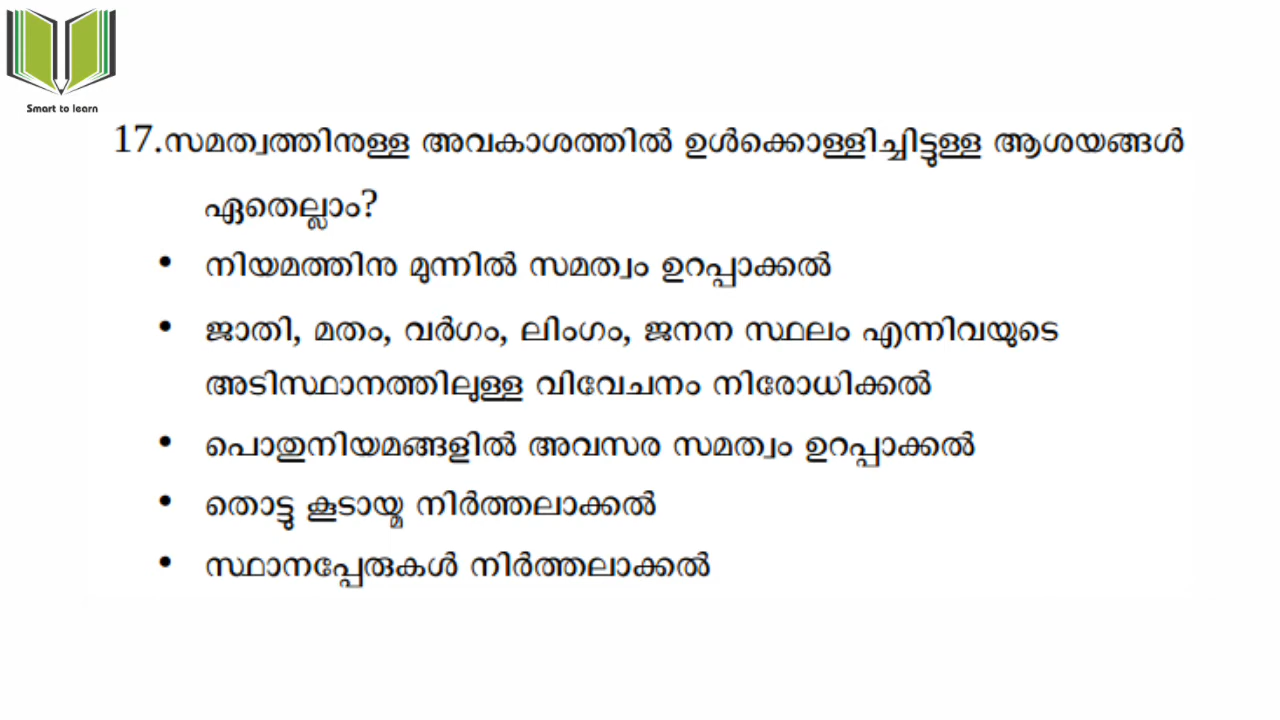 Smart to learn
17.സമത്വത്തിനുള്ള അവകാശത്തിൽ ഉൾക്കൊള്ളിച്ചിട്ടുള്ള ആശയങ്ങൾ
ഏതെല്ലാം?
• നിയമത്തിനു മുന്നിൽ സമത്വം ഉറപ്പാക്കൽ
• ജാതി, മതം, വർഗം, ലിംഗം, ജനന സ്ഥലം എന്നിവയുടെ
അടിസ്ഥാനത്തിലുള്ള വിവേചനം നിരോധിക്കൽ
• പൊതുനിയമങ്ങളിൽ അവസര സമത്വം ഉറപ്പാക്കൽ
• തൊട്ടു കൂടായ്മ നിർത്തലാക്കൽ
• സ്ഥാനപ്പേരുകൾ നിർത്തലാക്കൽ